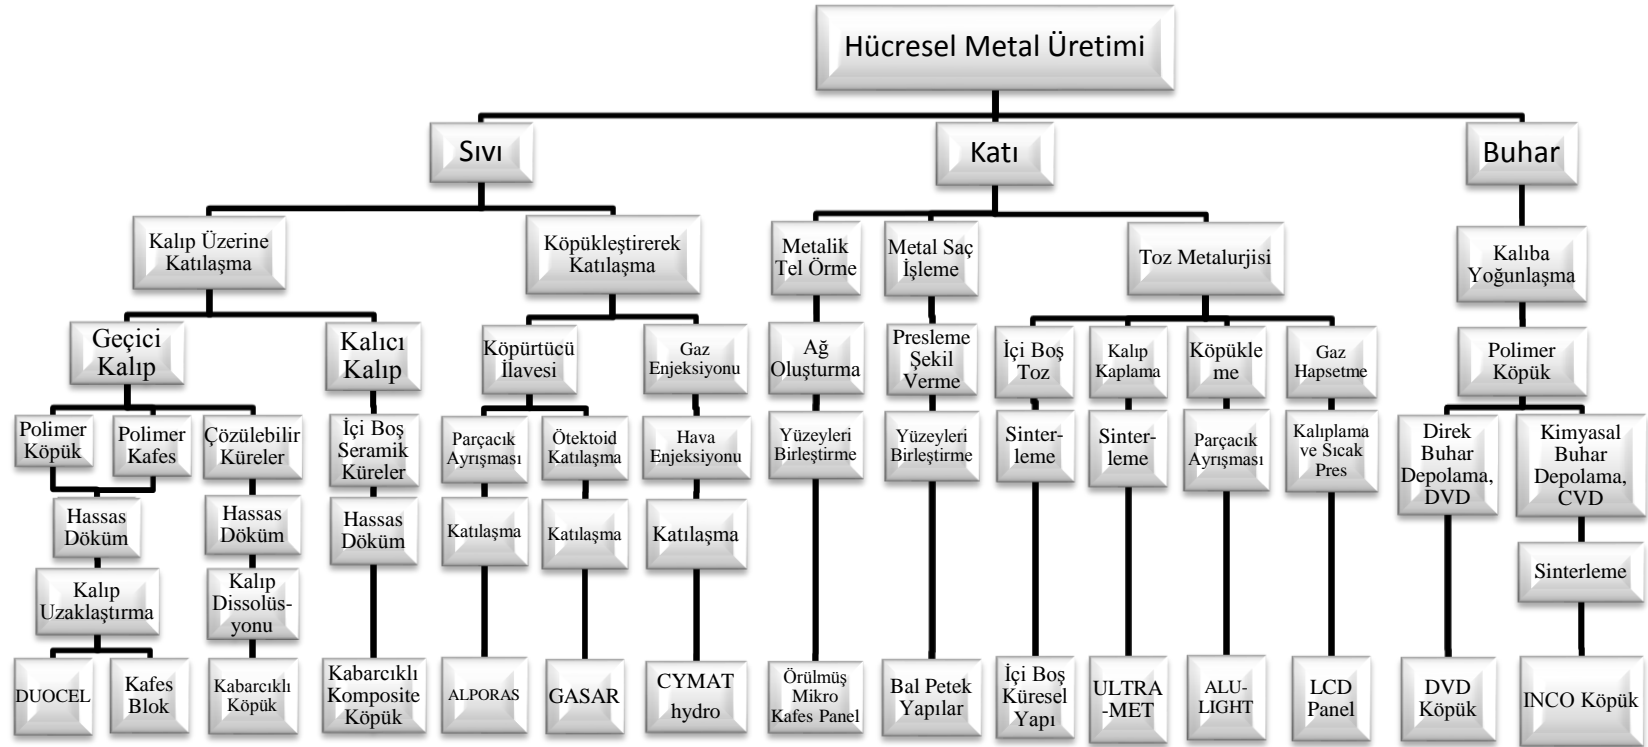 Hücresel Metal Üretimi
Sıvı
Katı
Buhar
Kalıp Üzerine
Katılaşma
Köpükleştirerek
Katılaşma
Metalik
Tel Örme
Metal Saç
İşleme
Toz Metalurjisi
Kalıba
Yoğunlaşma
Geçici
Kalıp
Kalıcı
Kalıp
Köpürtücü
İlavesi
Gaz
Enjeksiyonu
Ağ
Oluşturma
Presleme
Şekil
Verme
İçi Boş
Toz
Kalıp
Kaplama
Köpükle
me
Gaz
Hapsetme
Polimer
Köpük
Polimer
Köpük
Polimer
Kafes
Çözülebilir
Küreler
İçi Boş
Seramik
Küreler
Parçacık
Ayrışması
Ötektoid
Katılaşma
Hava
Enjeksiyonu
Yüzeyleri
Birleştirme
Yüzeyleri
Birleştirme
Sinter-
leme
Sinter-
leme
Parçacık
Ayrışması
Kalıplama
ve Sıcak
Pres
Direk
Buhar
Depolama,
DVD
Kimyasal
Buhar
Depolama,
CVD
Hassas
Döküm
Hassas
Döküm
Hassas
Döküm
Katılaşma
Katılaşma
Katılaşma
Sinterleme
Kalıp
Uzaklaştırma
Kalıp
Dissolüs-
yonu
DUOCEL
Kafes
Blok
Kabarcıklı
Köpük
Kabarcıklı
Komposite
Köpük
ALPORAS
GASAR
CYMAT
hydro
Örülmüş
Mikro
Kafes Panel
Bal Petek
Yapılar
İçi Boş
Küresel
Yapı
ULTRA
-MET
ALU-
LIGHT
LCD
Panel
DVD
Köpük
INCO Köpük